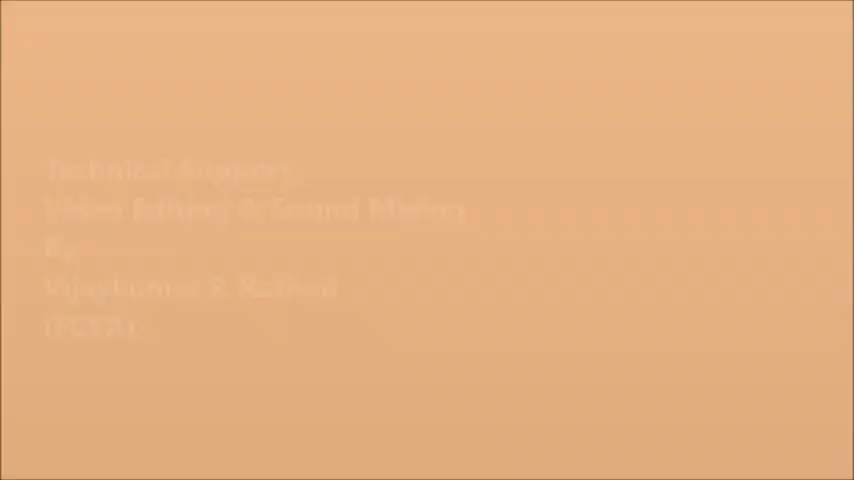 Technical Support
Video Editing & Sound Mixing
By
Vijaykumar P. Rathod